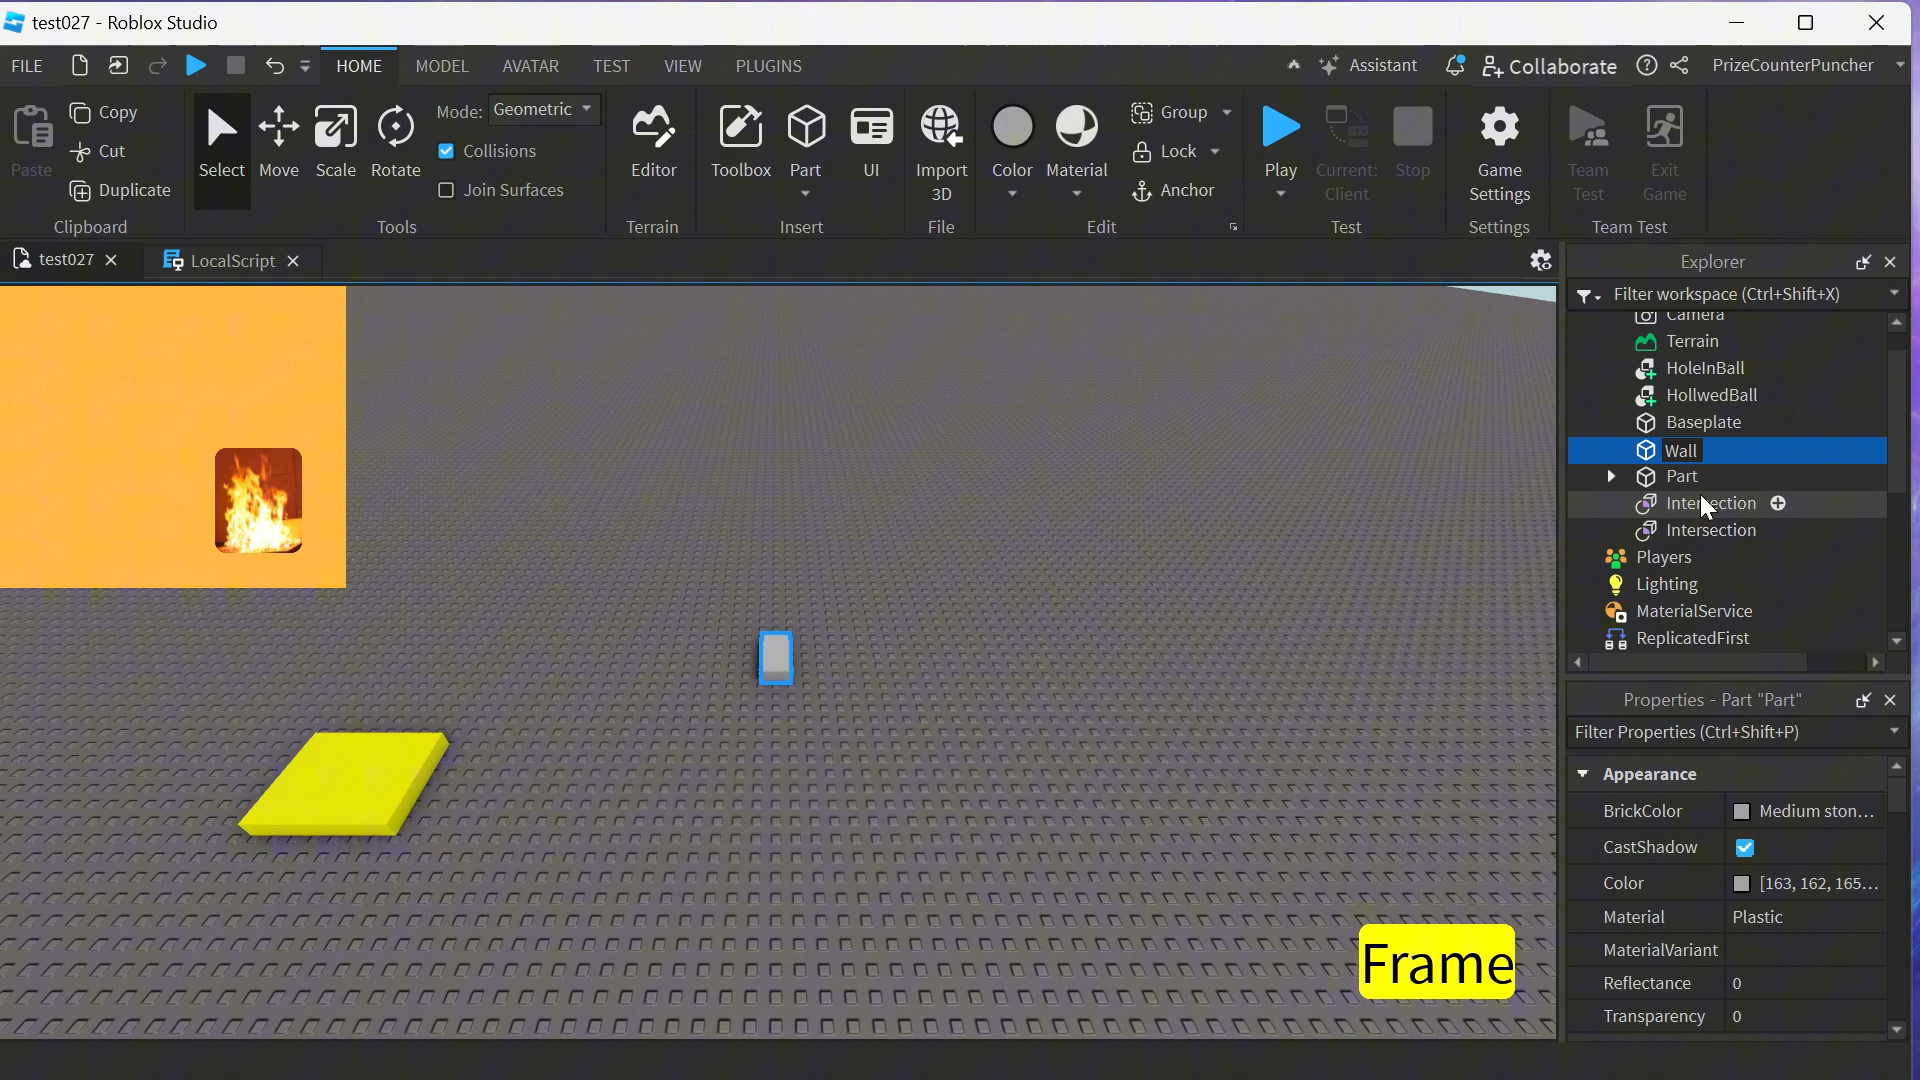 test027 - Roblox Studio
FILE
HOME
MODEL
AVATAR
TEST
VIEW
PLUGINS
Assistant
Collaborate
PrizeCounterPuncher
Paste
Copy
Cut
Duplicate
Clipboard
Select
Move
Scale
Rotate
Mode: Geometric
Collisions
Join Surfaces
Tools
Editor
Terrain
Toolbox
Part
UI
Insert
Import
3D
File
Color
Material
Group
Lock
Anchor
Edit
Play
Current:
Client
Stop
Test
Game
Settings
Settings
Team
Test
Exit
Game
Team Test
test027
LocalScript
Frame
Explorer
Filter workspace (Ctrl+Shift+X)
Camera
Terrain
HoleInBall
HollwedBall
Baseplate
Wall
Part
Intersection
Intersection
Players
Lighting
MaterialService
ReplicatedFirst
Properties - Part "Part"
Filter Properties (Ctrl+Shift+P)
Appearance
BrickColor Medium ston...
CastShadow
Color [163, 162, 165...
Material Plastic
MaterialVariant
Reflectance 0
Transparency 0